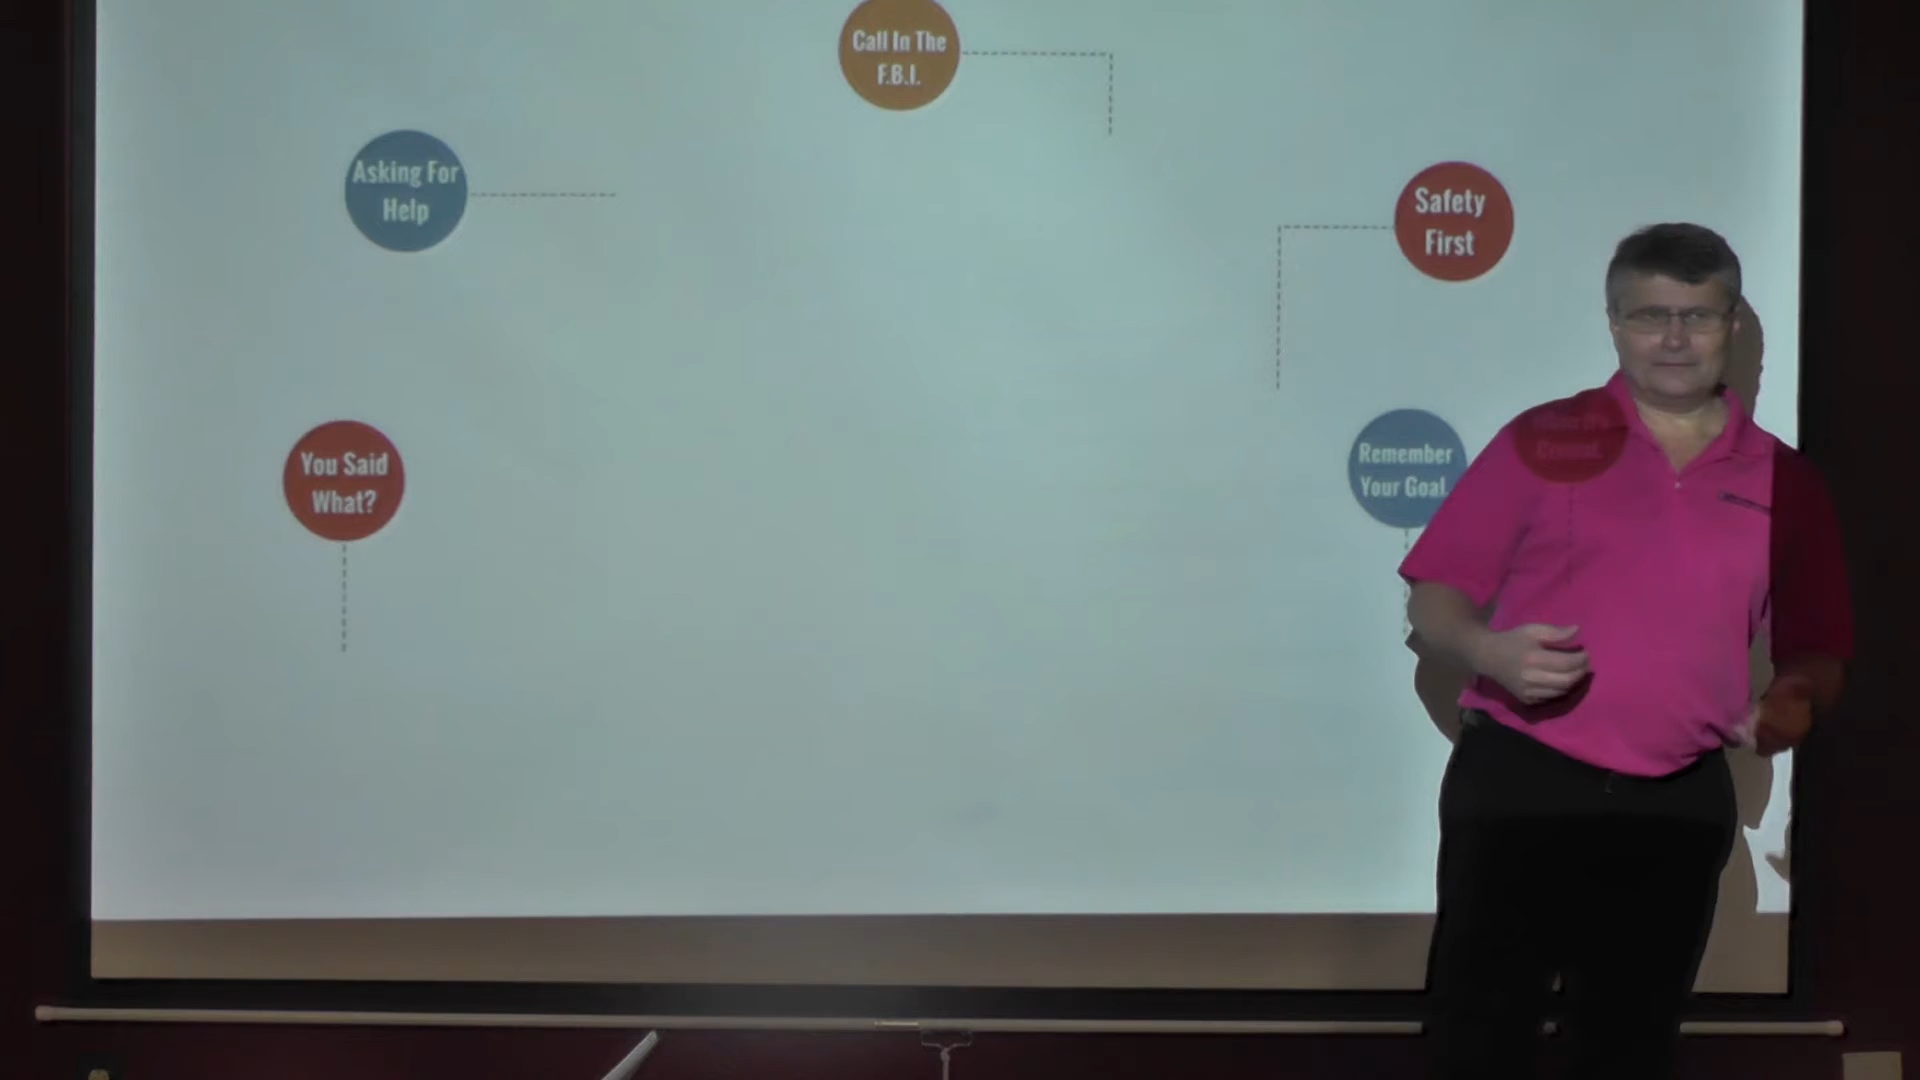 Call In The
F.B.I.
Asking For
Help
Safety
First
You Said
What?
Remember
Your Goal